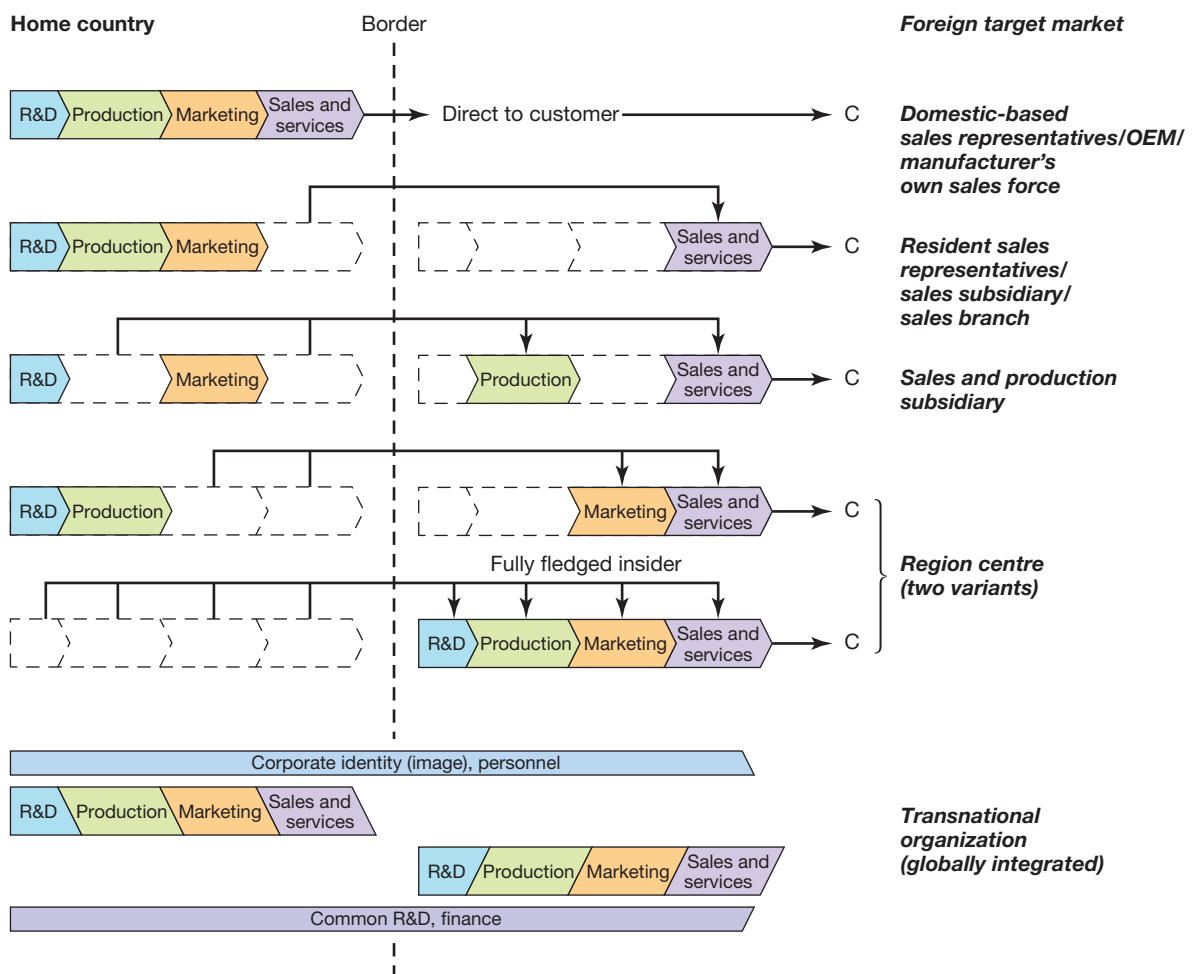 Home country
Border
Foreign target market
R&D
Production
Marketing
Sales and
services
Direct to customer
C
Domestic-based
sales representatives/OEM/
manufacturer's
own sales force
R&D
Production
Marketing
Sales and
services
C
Resident sales
representatives/
sales subsidiary/
sales branch
R&D
Marketing
Production
Sales and
services
C
Sales and production
subsidiary
R&D
Production
Marketing
Sales and
services
C
Region centre
(two variants)
Fully fledged insider
R&D
Production
Marketing
Sales and
services
C
Corporate identity (image), personnel
R&D
Production
Marketing
Sales and
services
Transnational
organization
(globally integrated)
R&D
Production
Marketing
Sales and
services
Common R&D, finance